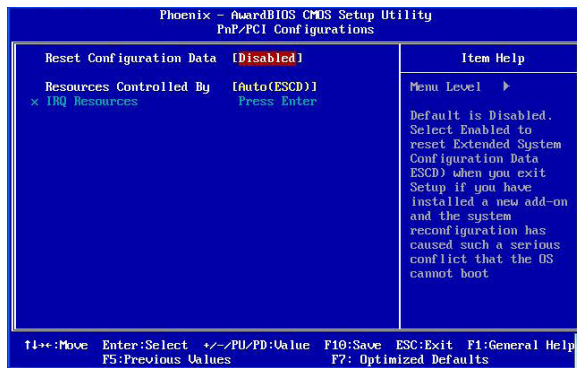 Phoenix - AwardBIOS CMOS Setup Utility
PnP/PCI Configurations
Reset Configuration Data [Disabled]
Resources Controlled By [Auto(ESCD)]
x IRQ Resources Press Enter
Item Help
Menu Level ▶
Default is Disabled.
Select Enabled to
reset Extended System
Configuration Data
ESCD) when you exit
Setup if you have
installed a new add-on
and the system
reconfiguration has
caused such a serious
conflict that the OS
cannot boot
↑↓→←:Move Enter:Select +/-/PU/PD:Value F10:Save ESC:Exit F1:General Help
F5:Previous Values F7: Optimized Defaults